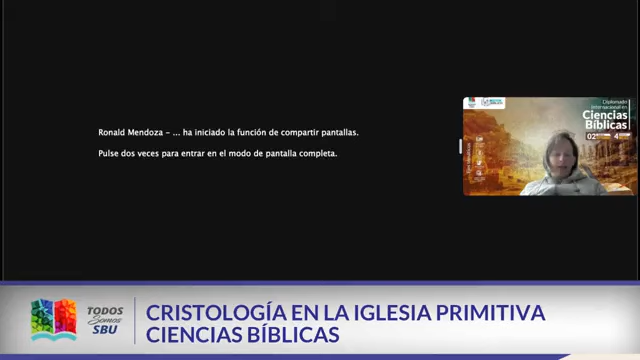 Ronald Mendoza - ... ha iniciado la función de compartir pantallas.
Pulse dos veces para entrar en el modo de pantalla completa.
Diplomado
Internacional en
Ciencias
Bíblicas
TODOS
Somos
SBU
CRISTOLOGÍA EN LA IGLESIA PRIMITIVA
CIENCIAS BÍBLICAS